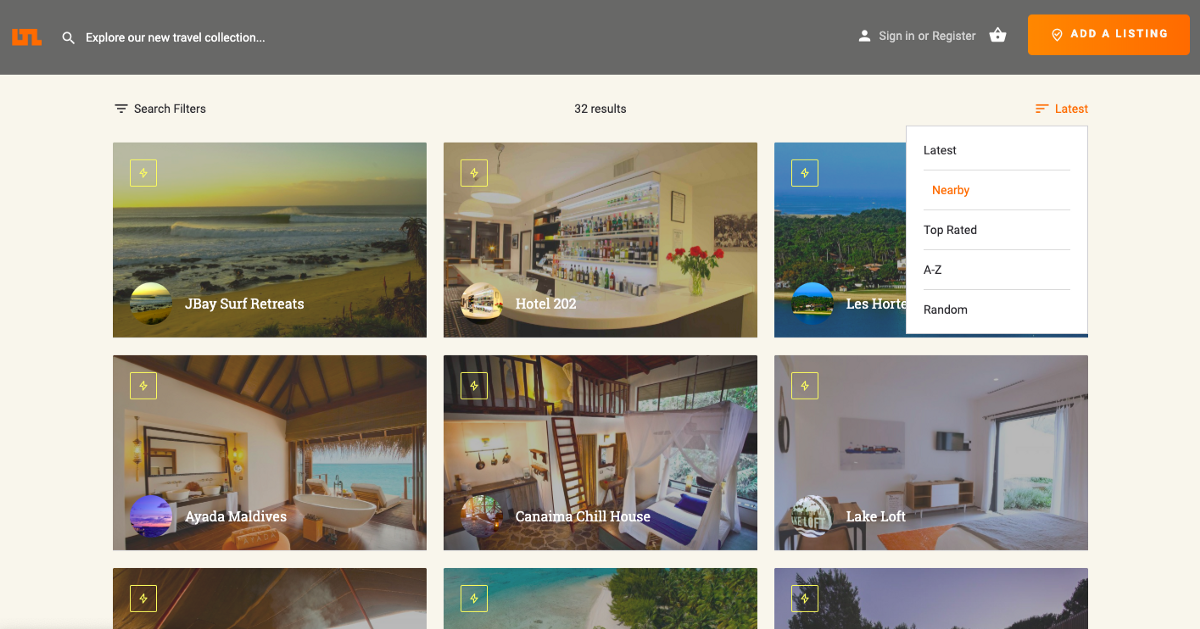 LTL
Explore our new travel collection...
Sign in or Register
ADD A LISTING
Search Filters
32 results
Latest
Latest
Nearby
Top Rated
A-Z
Random
JBay Surf Retreats
Hotel 202
Les Horte
Ayada Maldives
Canaima Chill House
LOFT
Lake Loft